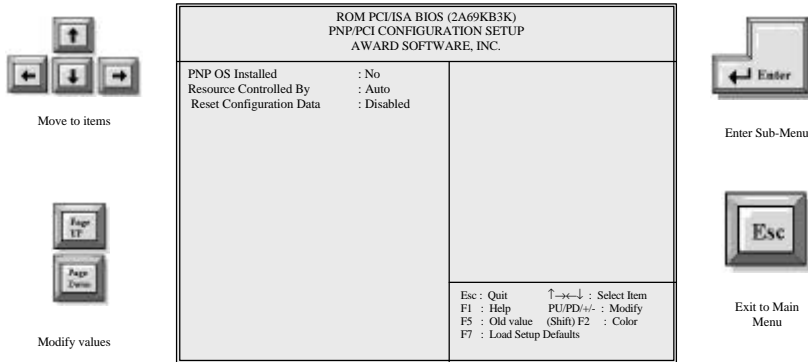 ROM PCI/ISA BIOS (2A69KB3K)
PNP/PCI CONFIGURATION SETUP
AWARD SOFTWARE, INC.
PNP OS Installed : No
Resource Controlled By : Auto
Reset Configuration Data : Disabled
Esc : Quit ↑→←↓ : Select Item
F1 : Help PU/PD/+/- : Modify
F5 : Old value (Shift) F2 : Color
F7 : Load Setup Defaults
Move to items
Page
UP
Page
Down
Modify values
Enter
Enter Sub-Menu
Esc
Exit to Main
Menu